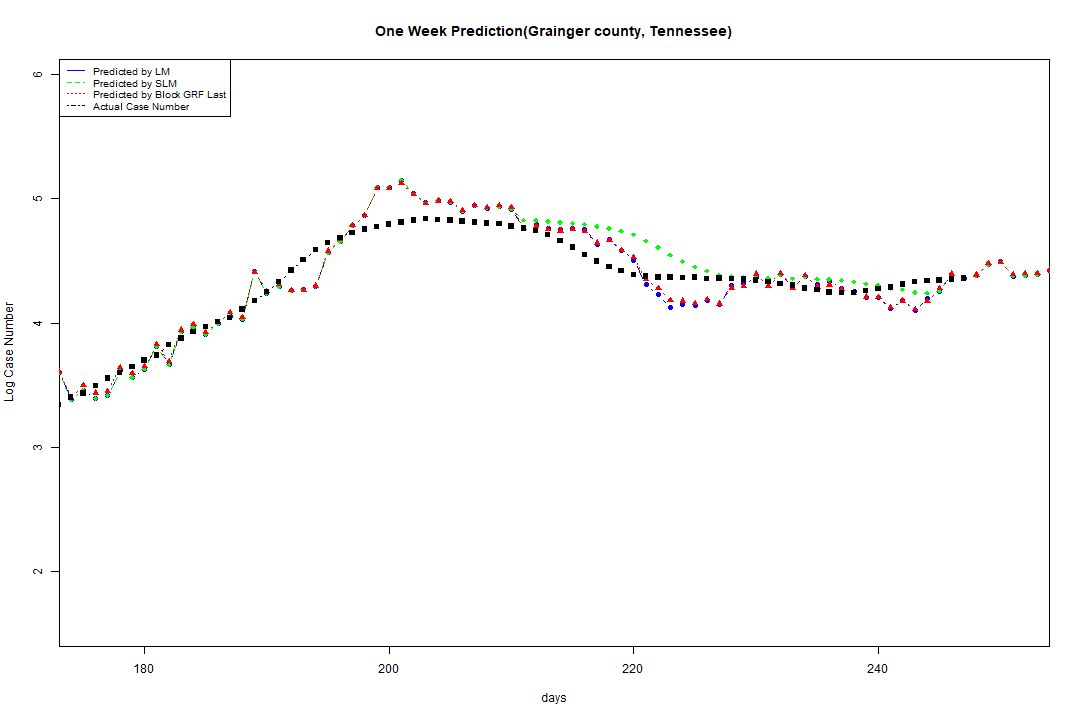 One Week Prediction(Grainger county, Tennessee)
Predicted by LM
Predicted by SLM
Predicted by Block GRF Last
Actual Case Number
6
5
4
3
2
Log Case Number
180
200
220
240
days